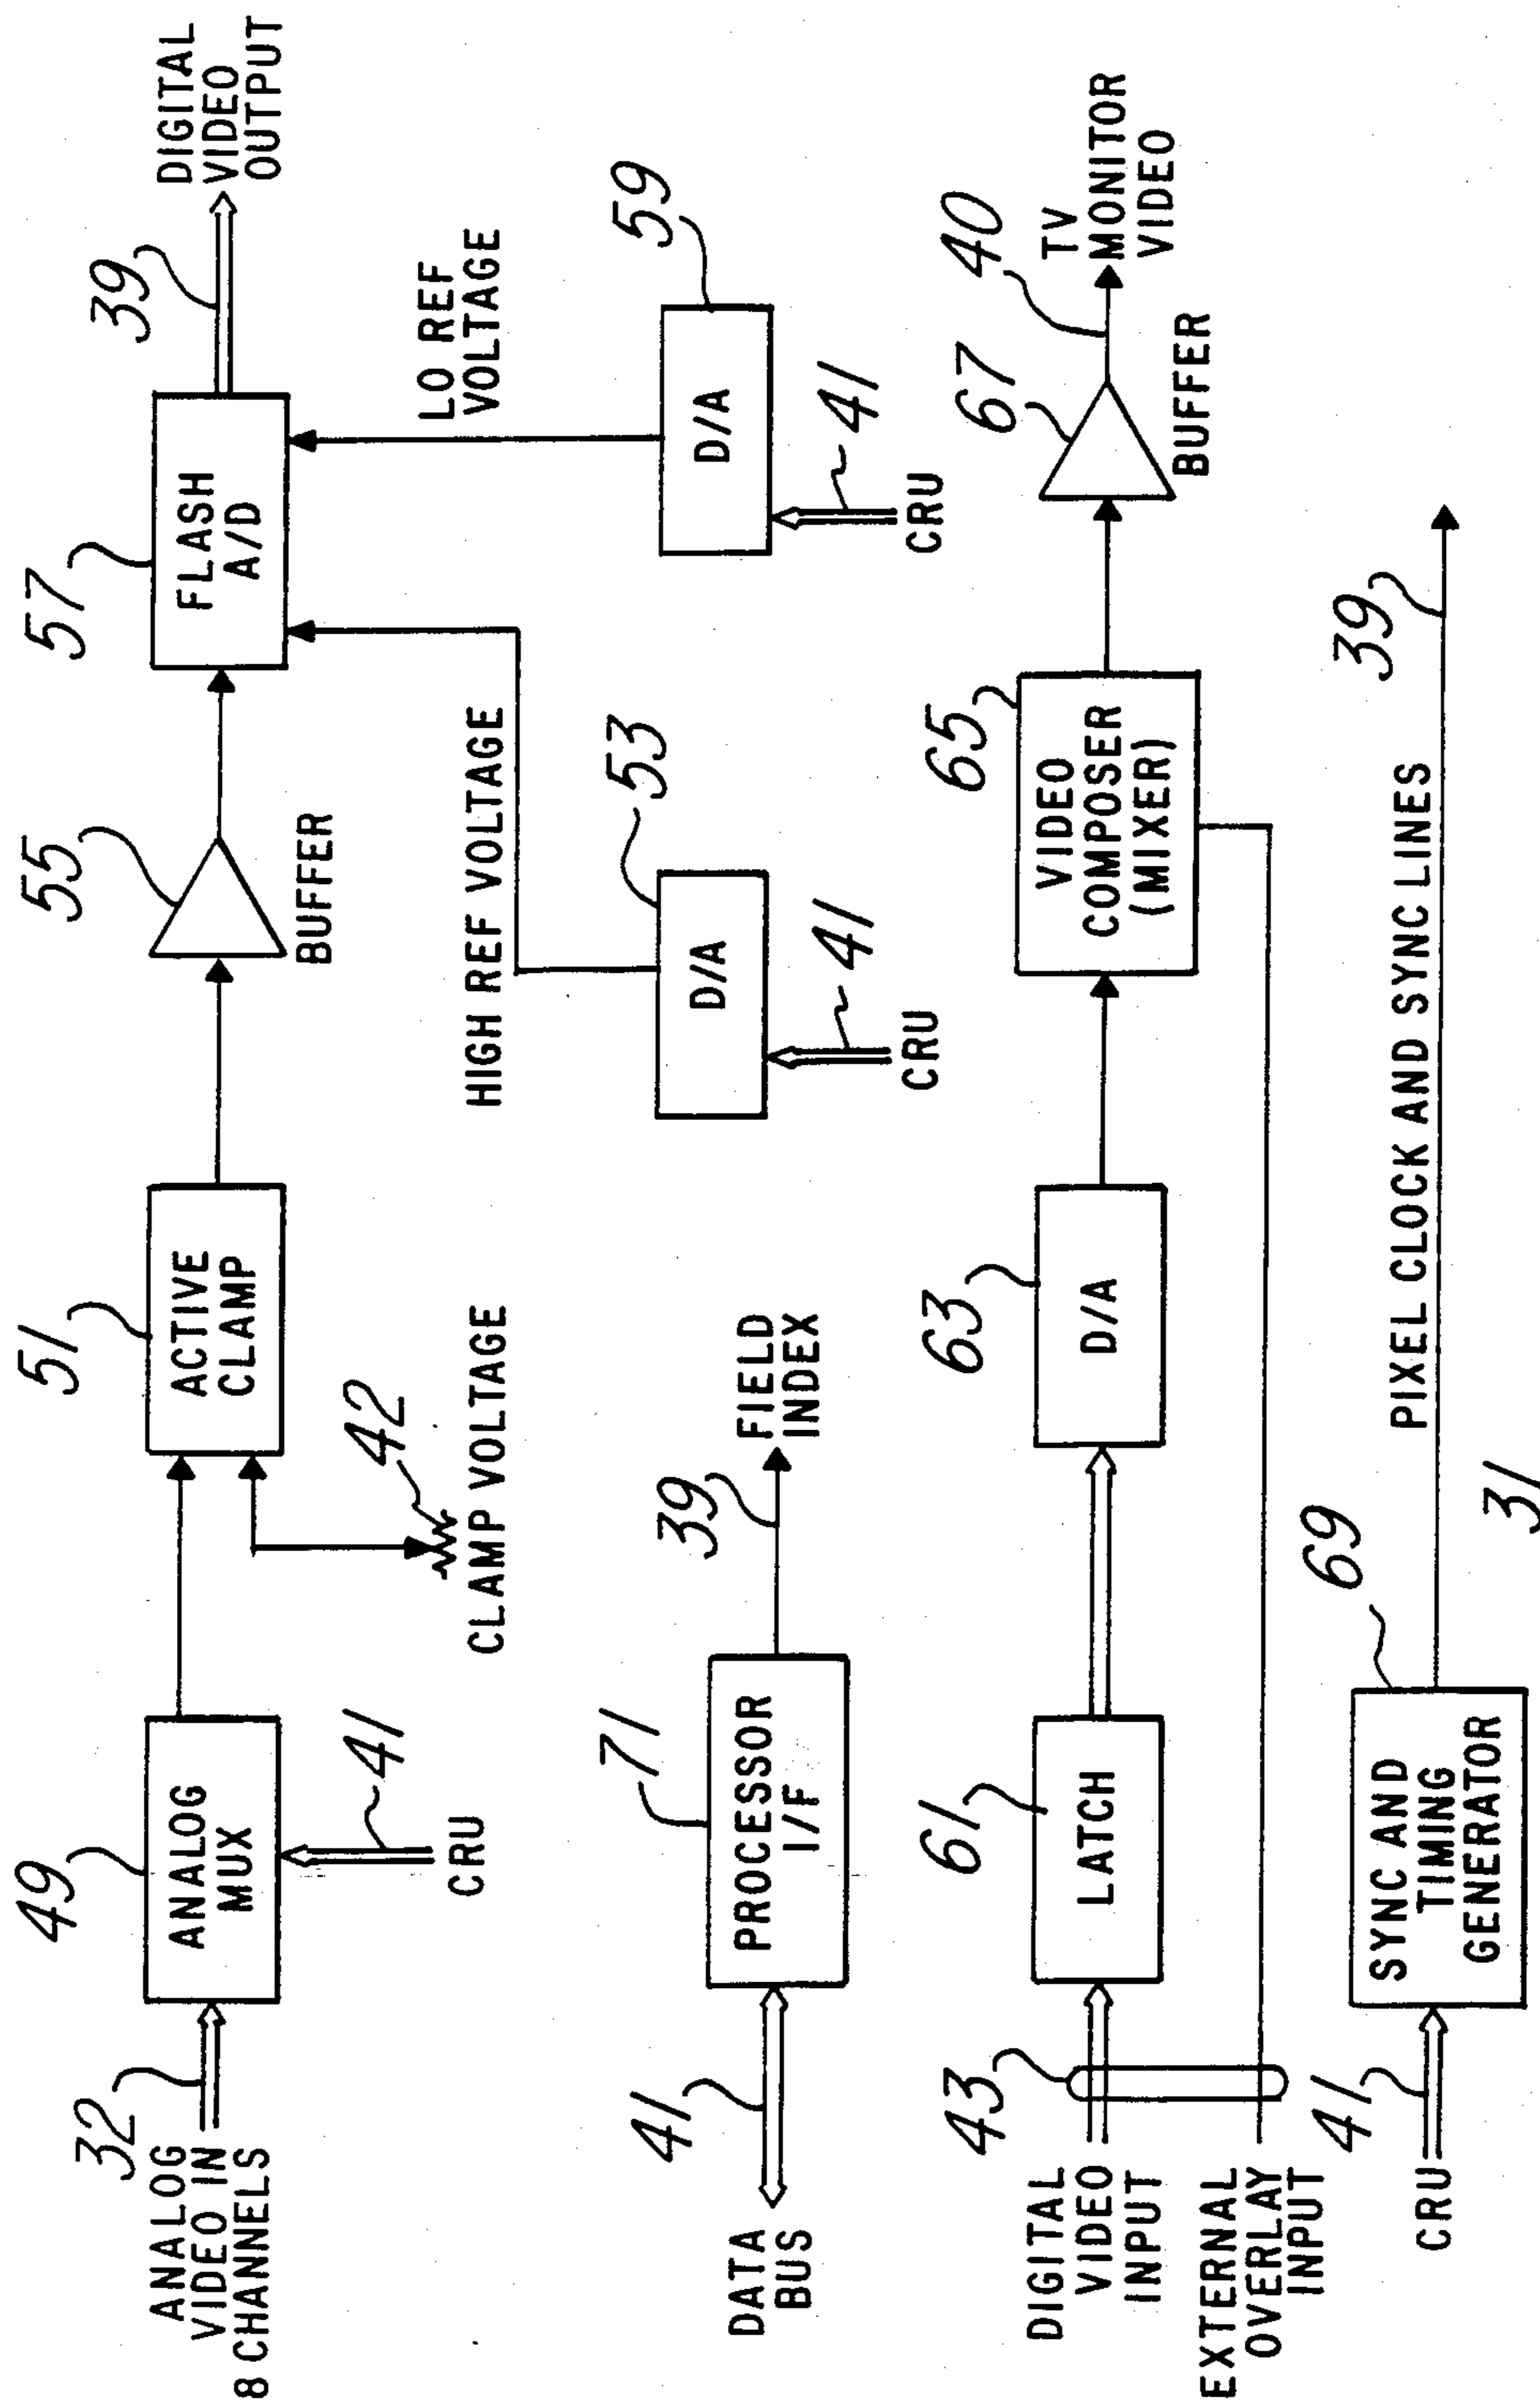 49
51
55
57
32
ANALOG
VIDEO IN
8 CHANNELS
ANALOG
MUX
ACTIVE
CLAMP
BUFFER
FLASH
A/D
39
DIGITAL
VIDEO
OUTPUT
41
CRU
42
CLAMP VOLTAGE
HIGH REF VOLTAGE
LO REF
VOLTAGE
71
41
DATA
BUS
PROCESSOR
I/F
39
FIELD
INDEX
53
D/A
41
CRU
59
D/A
41
CRU
43
DIGITAL
VIDEO
INPUT
61
LATCH
63
D/A
65
VIDEO
COMPOSER
(MIXER)
67
BUFFER
40
TV
MONITOR
VIDEO
EXTERNAL
OVERLAY
INPUT
41
CRU
69
SYNC AND
TIMING
GENERATOR
PIXEL CLOCK AND SYNC LINES
39
31